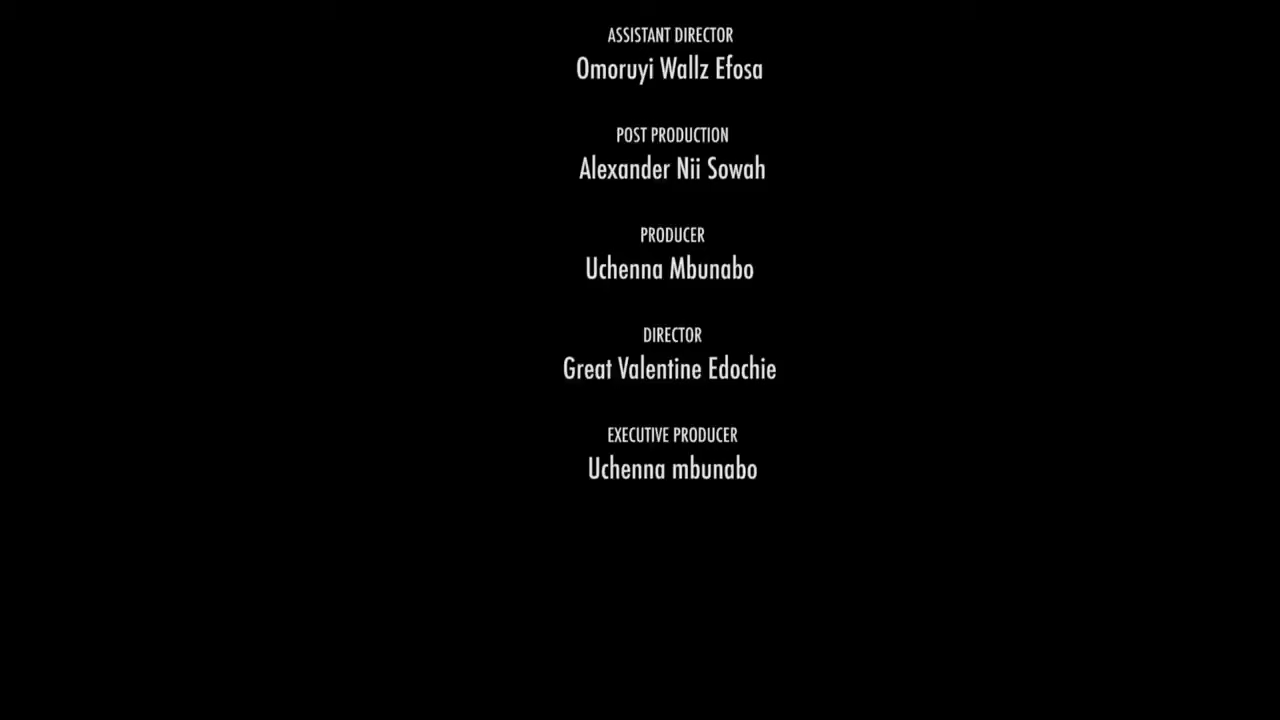 ASSISTANT DIRECTOR
Omoruyi Wallz Efosa
POST PRODUCTION
Alexander Nii Sowah
PRODUCER
Uchenna Mbunabo
DIRECTOR
Great Valentine Edochie
EXECUTIVE PRODUCER
Uchenna mbunabo